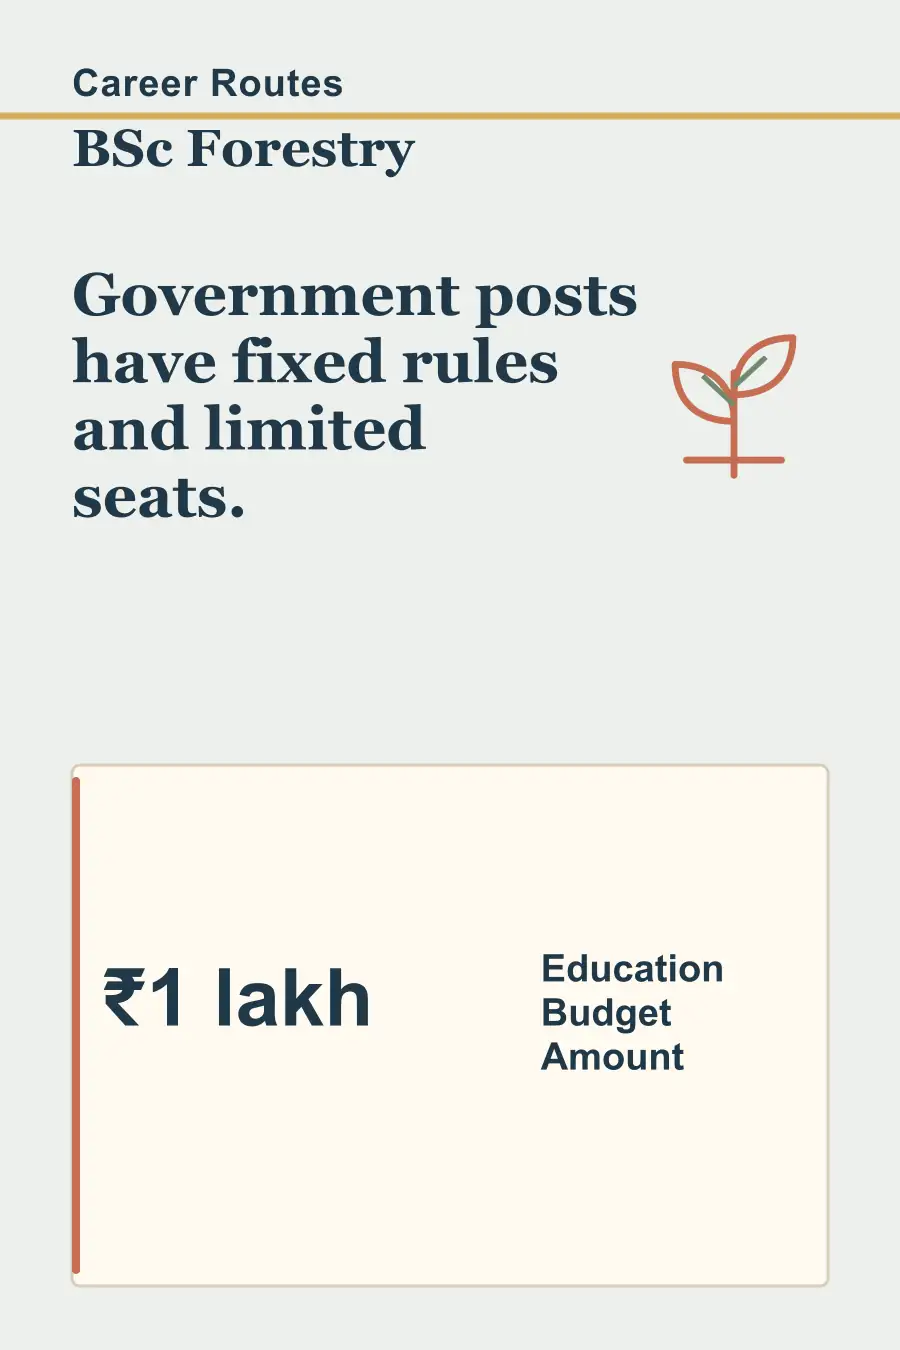 Career Routes
BSc Forestry
Government posts
have fixed rules
and limited
seats.
₹1 lakh
Education
Budget
Amount